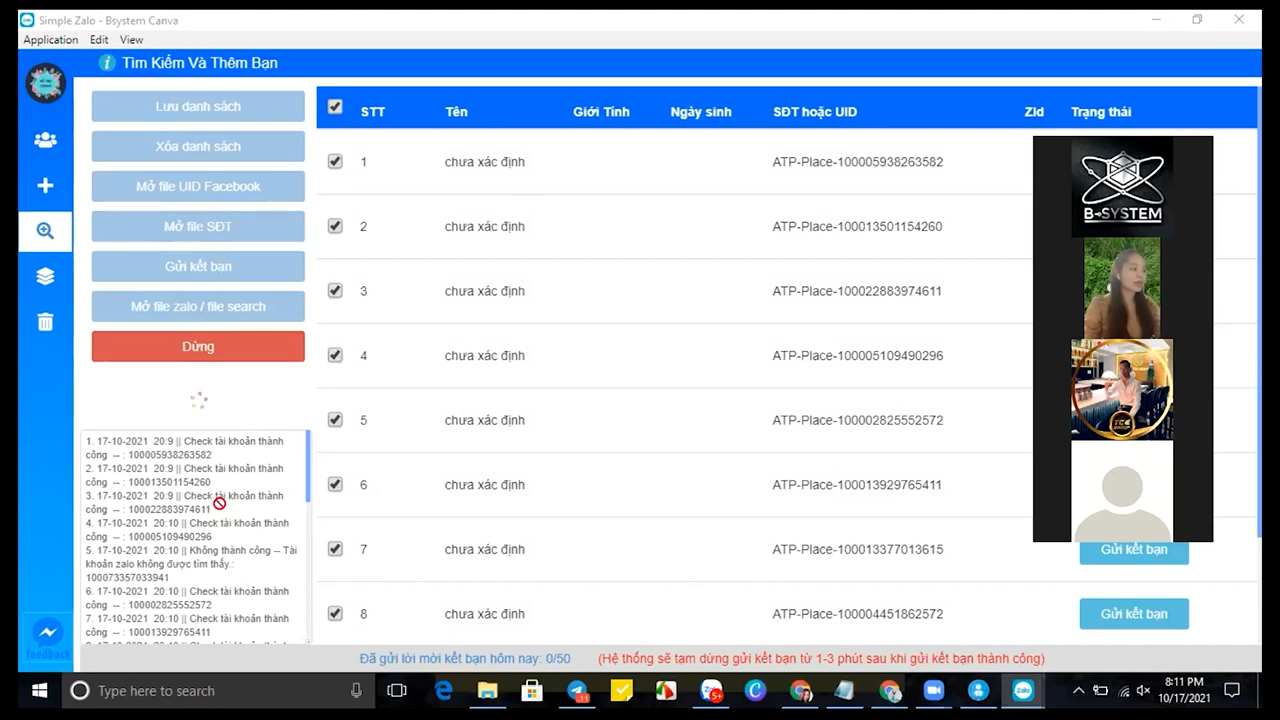 Simple Zalo - Bsystem Canva
Application Edit View
Tìm Kiếm Và Thêm Bạn
Lưu danh sách
Xóa danh sách
Mở file UID Facebook
Mở file SĐT
Gửi kết bạn
Mở file zalo / file search
Dừng
1. 17-10-2021 20:9 || Check tài khoản thành
công -- : 100005938263582
2. 17-10-2021 20:9 || Check tài khoản thành
công -- : 100013501154260
3. 17-10-2021 20:9 || Check tài khoản thành
công -- : 100022883974611
4. 17-10-2021 20:10 || Check tài khoản thành
công -- : 100005109490296
5. 17-10-2021 20:10 || Không thành công -- Tài
khoản zalo không được tìm thấy.:
100073357033941
6. 17-10-2021 20:10 || Check tài khoản thành
công -- : 100002825552572
7. 17-10-2021 20:10 || Check tài khoản thành
công -- : 100013929765411
feedback
STT Tên Giới Tính Ngày sinh SĐT hoặc UID ZId Trạng thái
1 chưa xác định ATP-Place-100005938263582
2 chưa xác định ATP-Place-100013501154260
3 chưa xác định ATP-Place-100022883974611
4 chưa xác định ATP-Place-100005109490296
5 chưa xác định ATP-Place-100002825552572
6 chưa xác định ATP-Place-100013929765411
7 chưa xác định ATP-Place-100013377013615 Gửi kết bạn
8 chưa xác định ATP-Place-100004451862572 Gửi kết bạn
B-SYSTEM
Đã gửi lời mời kết bạn hôm nay: 0/50 (Hệ thống sẽ tạm dừng gửi kết bạn từ 1-3 phút sau khi gửi kết bạn thành công)
Type here to search
11
5+
Zalo
8:11 PM
10/17/2021